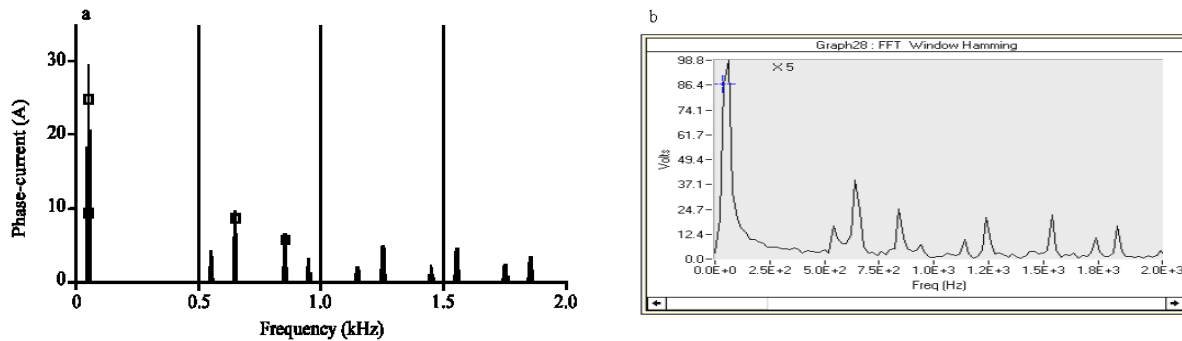 a
30
20
10
0
Phase-current (A)
0 0.5 1.0 1.5 2.0
Frequency (kHz)
b
Graph28 : FFT Window Hamming
X 5
98.8
86.4
74.1
61.7
49.4
37.1
24.7
12.4
0.0
Volts
0.0E+0 2.5E+2 5.0E+2 7.5E+2 1.0E+3 1.2E+3 1.5E+3 1.8E+3 2.0E+3
Freq (Hz)